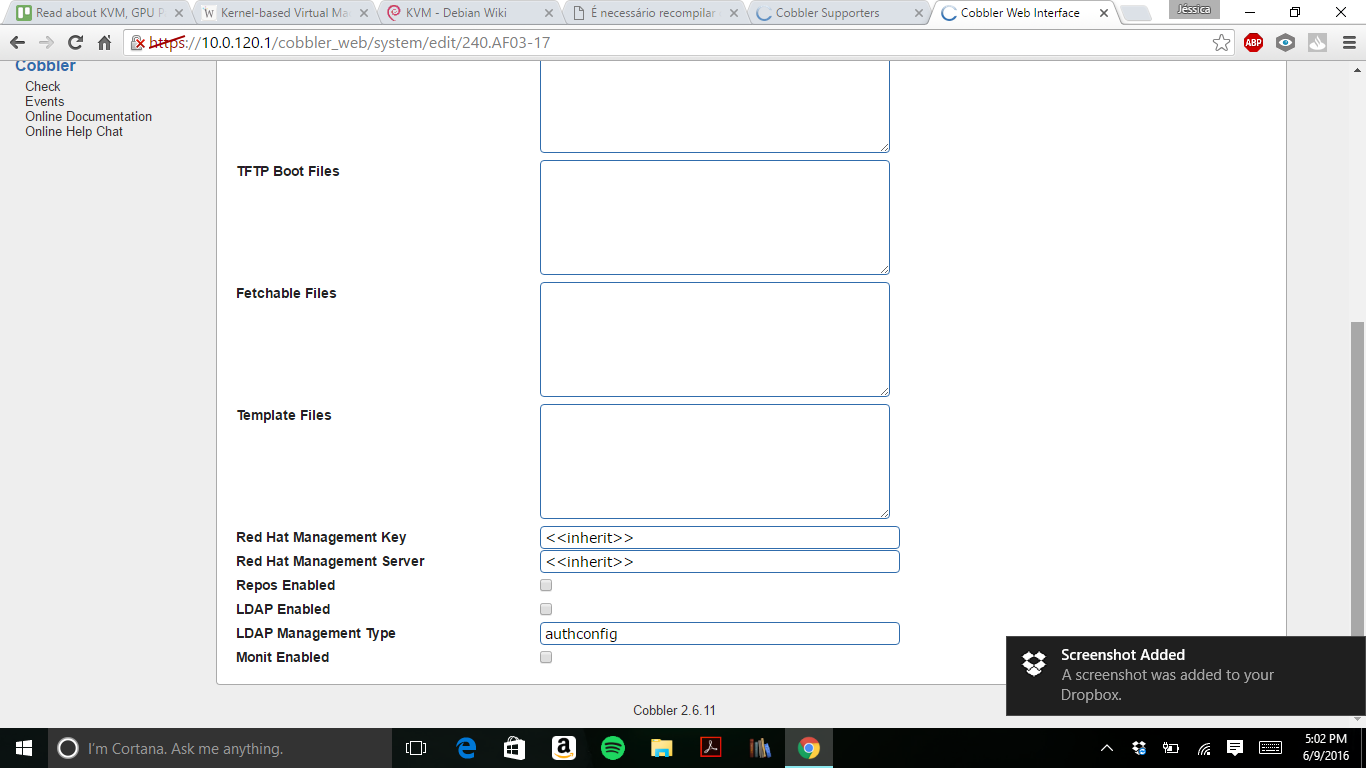 Read about KVM, GPU P
Kernel-based Virtual Ma
KVM - Debian Wiki
É necessário recompilar
Cobbler Supporters
Cobbler Web Interface
Jéssica
https://10.0.120.1/cobbler_web/system/edit/240.AF03-17
ABP
Cobbler
Check
Events
Online Documentation
Online Help Chat
TFTP Boot Files
Fetchable Files
Template Files
Red Hat Management Key
<<inherit>>
Red Hat Management Server
<<inherit>>
Repos Enabled
LDAP Enabled
LDAP Management Type
authconfig
Monit Enabled
Screenshot Added
A screenshot was added to your
Dropbox.
Cobbler 2.6.11
I'm Cortana. Ask me anything.
5:02 PM
6/9/2016